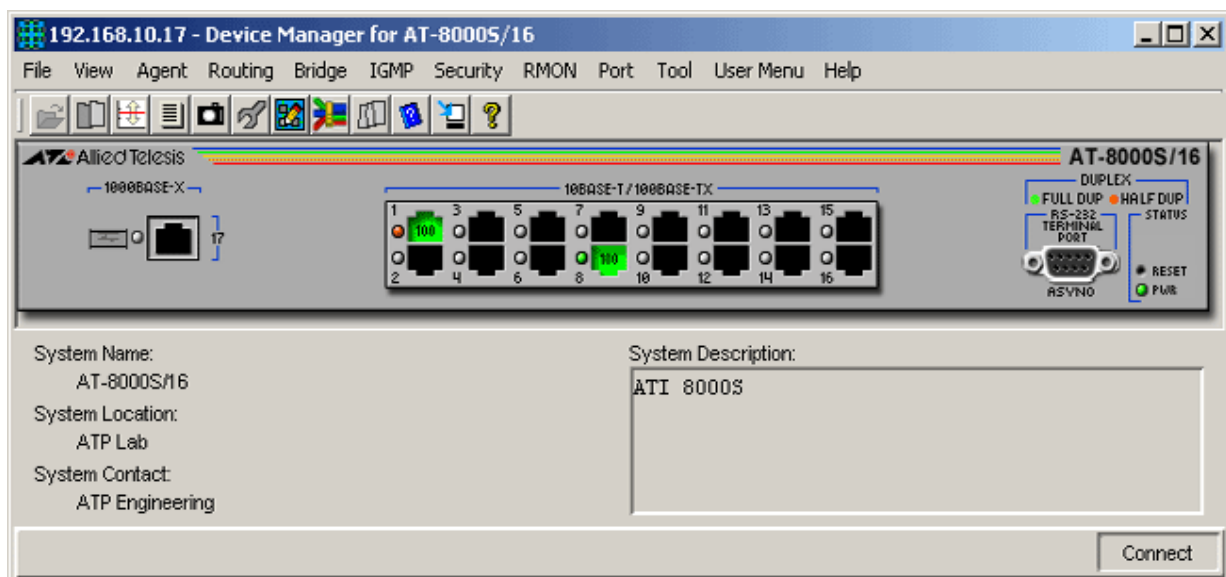 192.168.10.17 - Device Manager for AT-8000S/16
File View Agent Routing Bridge IGMP Security RMON Port Tool User Menu Help
Allied Telesis
AT-8000S/16
1000BASE-X
10BASE-T/100BASE-TX
DUPLEX
FULL DUP HALF DUP
RS-232 TERMINAL PORT
STATUS
1 3 5 7 9 11 13 15
100
17
100
2 4 6 8 10 12 14 16
RESET
ASYNO
PWR
System Name:
AT-8000S/16
System Location:
ATP Lab
System Contact:
ATP Engineering
System Description:
ATI 8000S
Connect